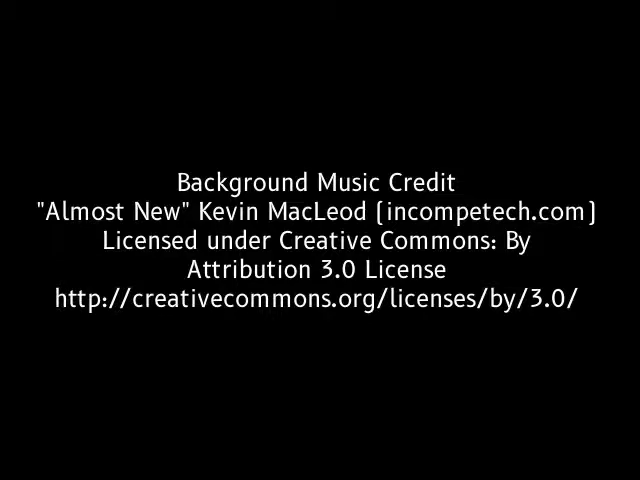 Background Music Credit
"Almost New" Kevin MacLeod (incompetech.com)
Licensed under Creative Commons: By
Attribution 3.0 License
http://creativecommons.org/licenses/by/3.0/